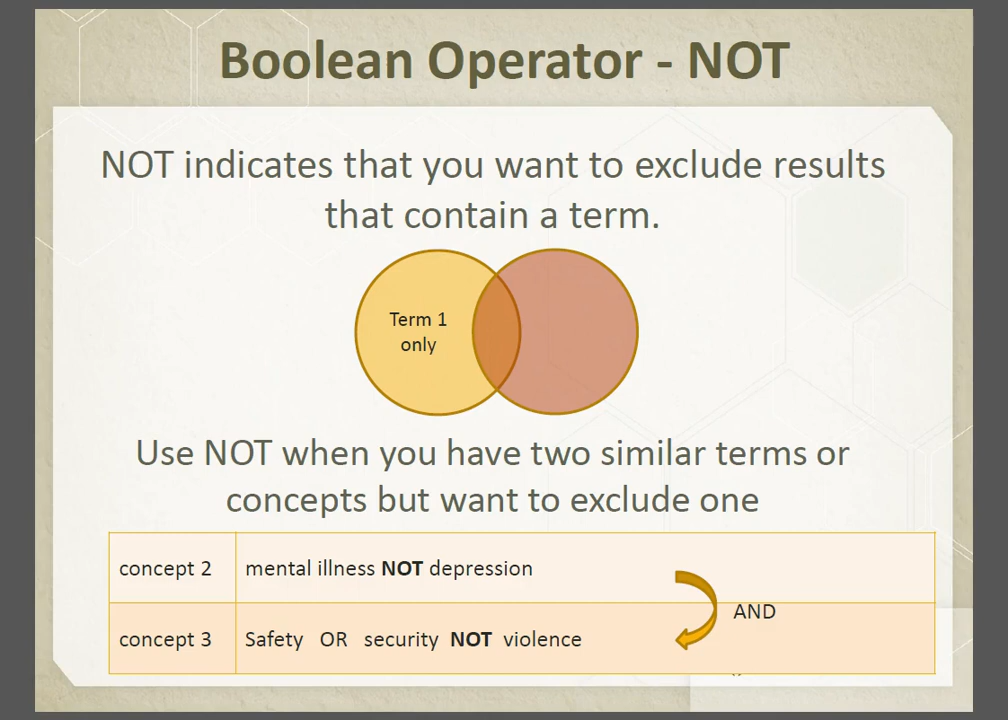 Boolean Operator - NOT
NOT indicates that you want to exclude results
that contain a term.
Term 1
only
Use NOT when you have two similar terms or
concepts but want to exclude one
concept 2 mental illness NOT depression
AND
concept 3 Safety OR security NOT violence